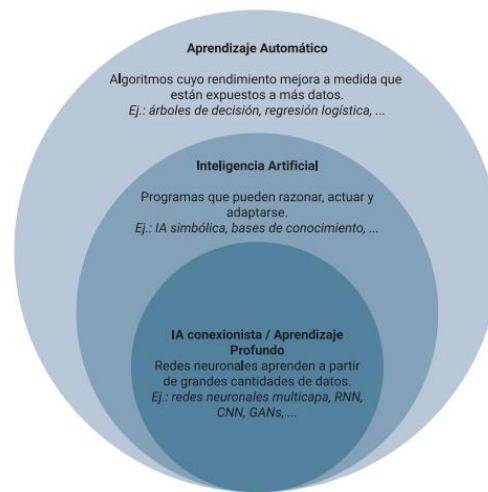 Aprendizaje Automático
Algoritmos cuyo rendimiento mejora a medida que
están expuestos a más datos.
Ej.: árboles de decisión, regresión logística, ...
Inteligencia Artificial
Programas que pueden razonar, actuar y
adaptarse.
Ej.: IA simbólica, bases de conocimiento, ...
IA conexionista / Aprendizaje
Profundo
Redes neuronales aprenden a partir
de grandes cantidades de datos.
Ej.: redes neuronales multicapa, RNN,
CNN, GANs, ...